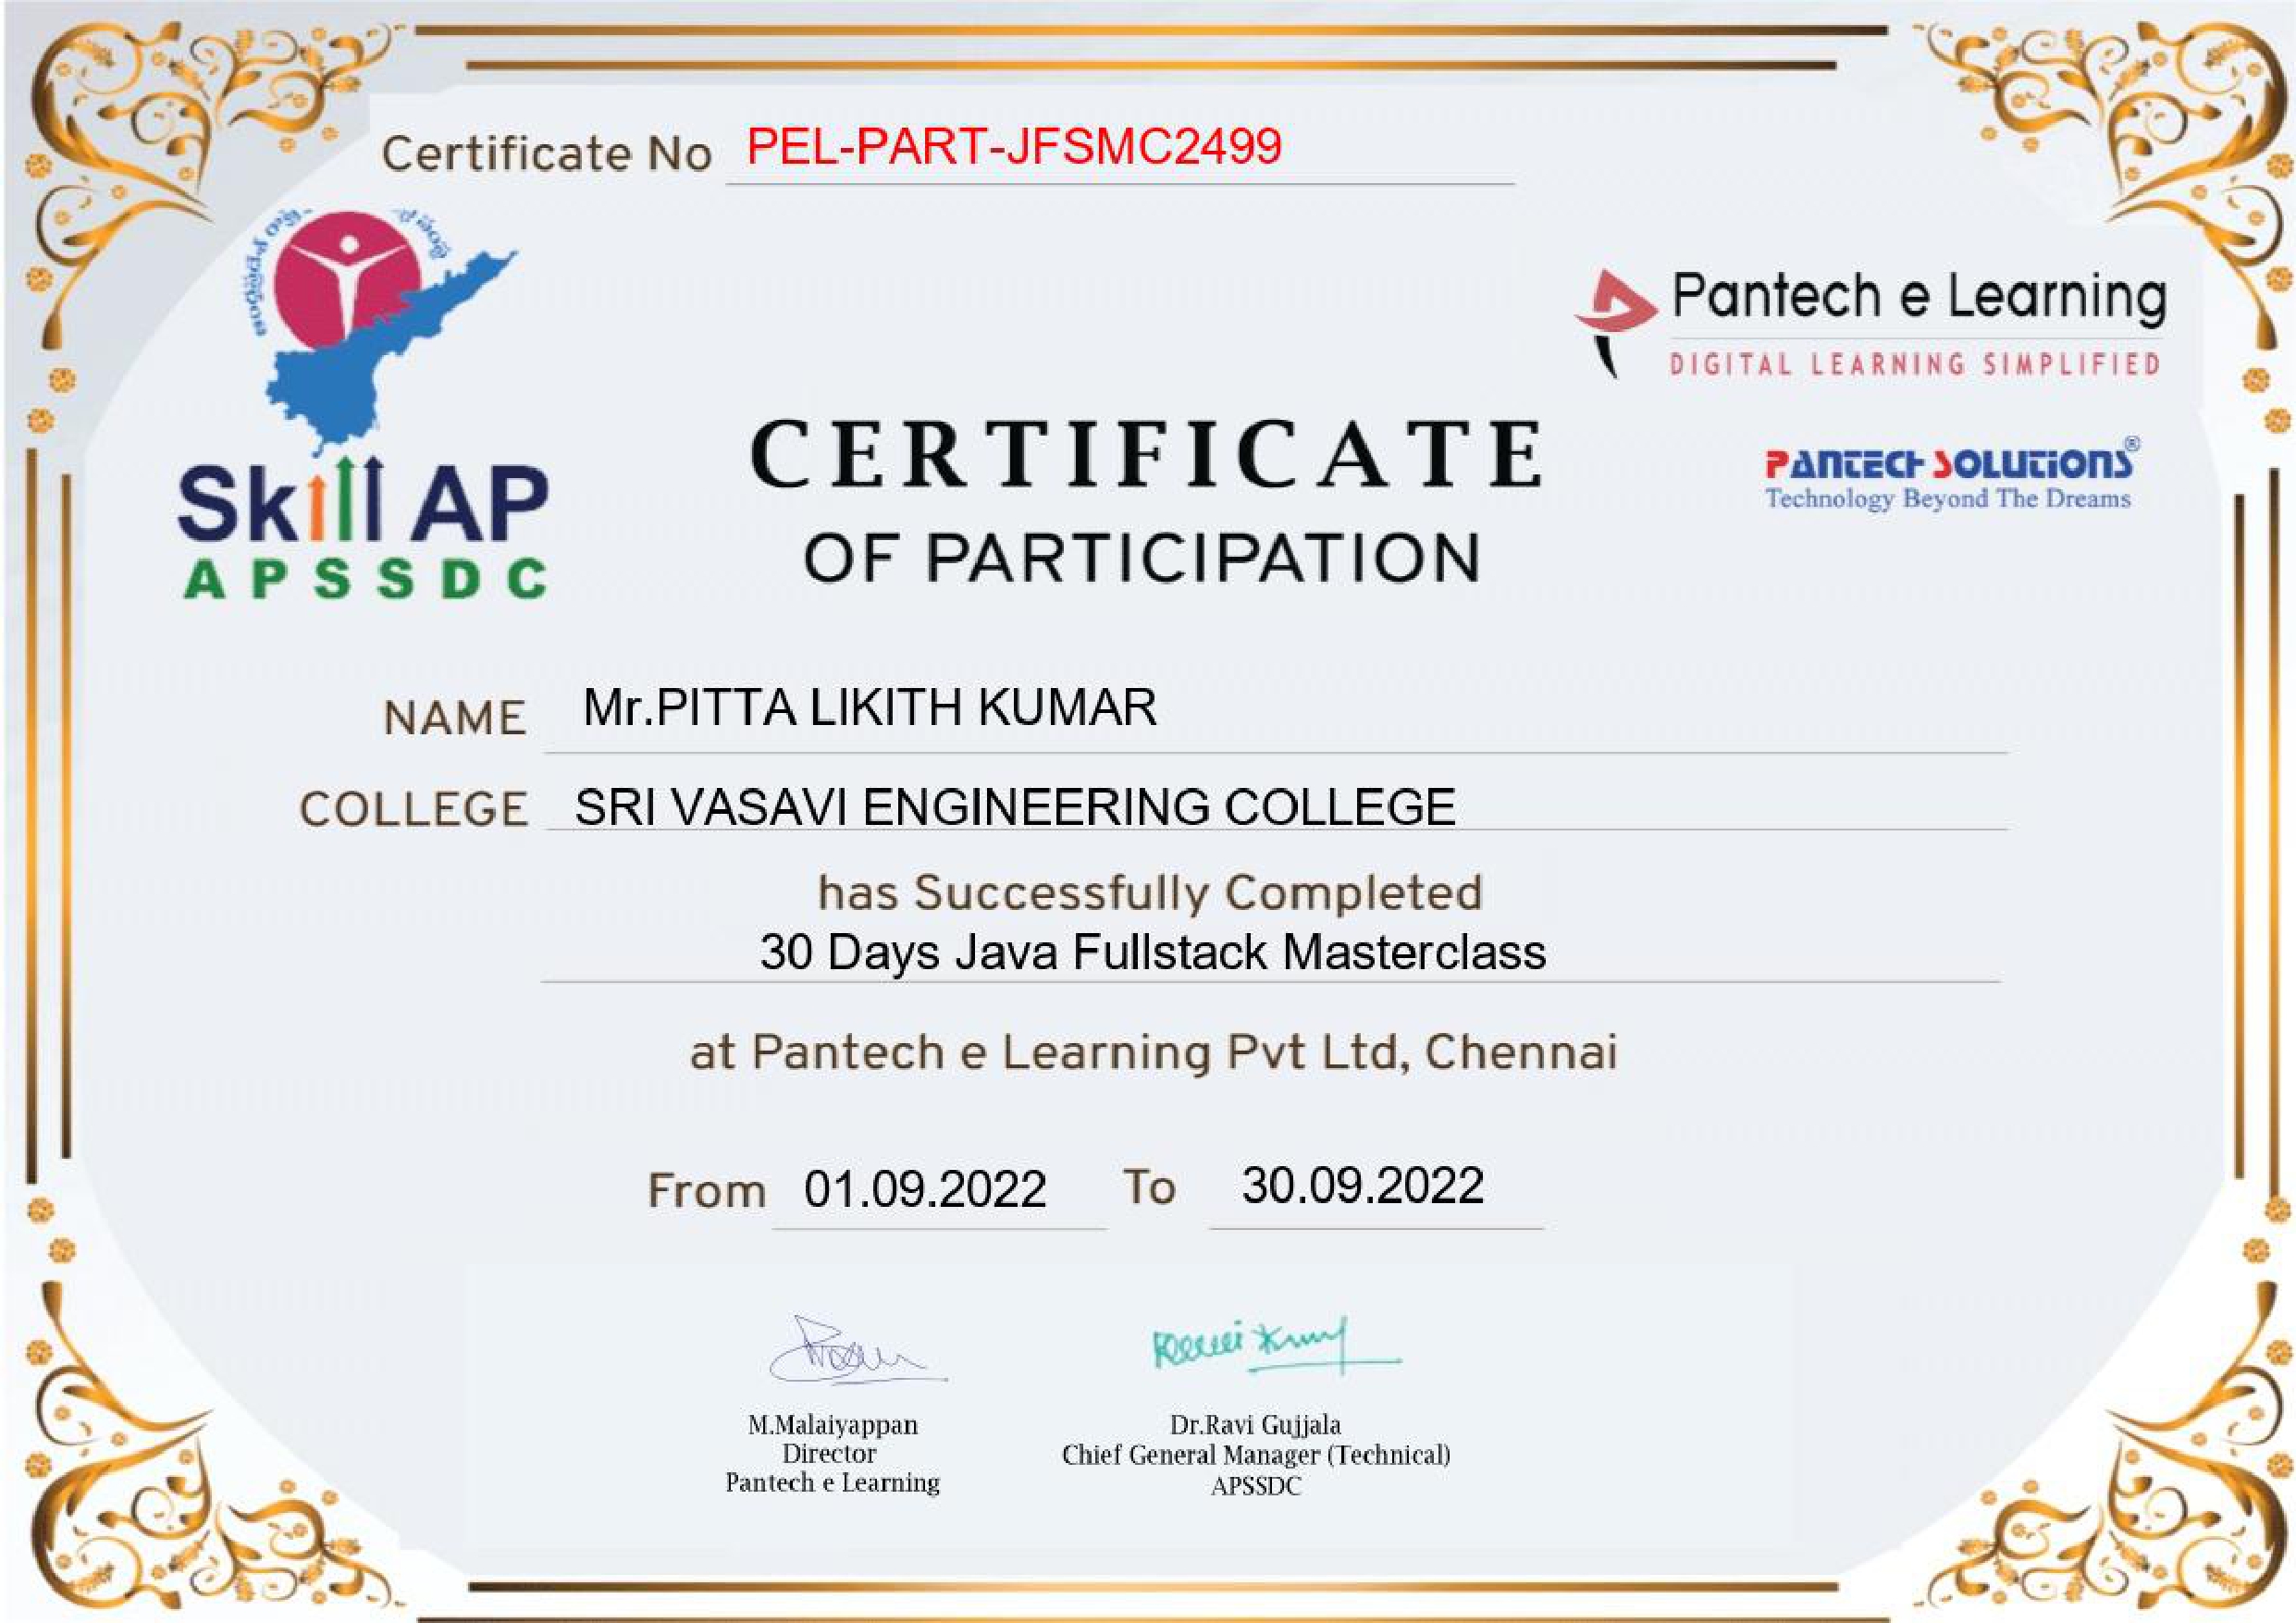 Certificate No PEL-PART-JFSMC2499
Pantech e Learning
DIGITAL LEARNING SIMPLIFIED
PANTECH SOLUTIONS®
Technology Beyond The Dreams
Skill AP
APSSDC
CERTIFICATE
OF PARTICIPATION
NAME Mr.PITTA LIKITH KUMAR
COLLEGE SRI VASAVI ENGINEERING COLLEGE
has Successfully Completed
30 Days Java Fullstack Masterclass
at Pantech e Learning Pvt Ltd, Chennai
From 01.09.2022 To 30.09.2022
M.Malaiyappan
Director
Pantech e Learning
Dr.Ravi Gujjala
Chief General Manager (Technical)
APSSDC